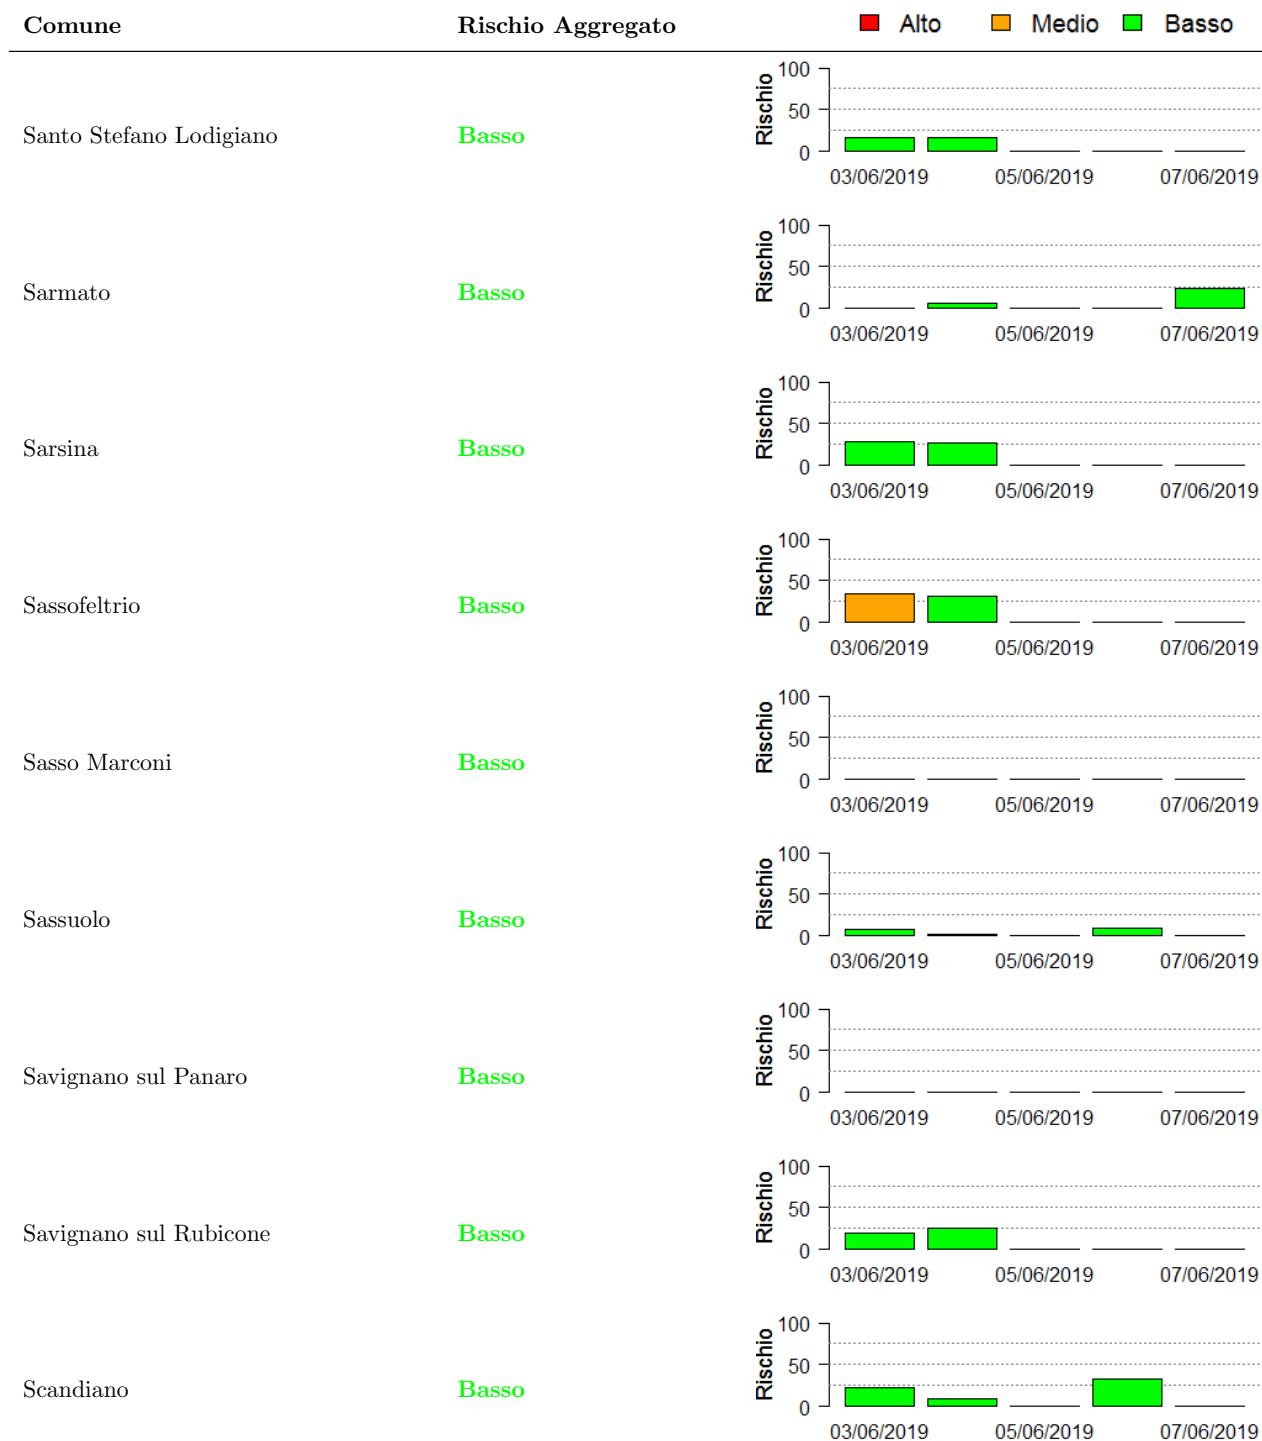 Comune Rischio Aggregato Alto Medio Basso
100
50
0
Rischio
Santo Stefano Lodigiano Basso
03/06/2019 05/06/2019 07/06/2019
100
50
0
Rischio
Sarmato Basso
03/06/2019 05/06/2019 07/06/2019
100
50
0
Rischio
Sarsina Basso
03/06/2019 05/06/2019 07/06/2019
100
50
0
Rischio
Sassofeltrio Basso
03/06/2019 05/06/2019 07/06/2019
100
50
0
Rischio
Sasso Marconi Basso
03/06/2019 05/06/2019 07/06/2019
100
50
0
Rischio
Sassuolo Basso
03/06/2019 05/06/2019 07/06/2019
100
50
0
Rischio
Savignano sul Panaro Basso
03/06/2019 05/06/2019 07/06/2019
100
50
0
Rischio
Savignano sul Rubicone Basso
03/06/2019 05/06/2019 07/06/2019
100
50
0
Rischio
Scandiano Basso
03/06/2019 05/06/2019 07/06/2019